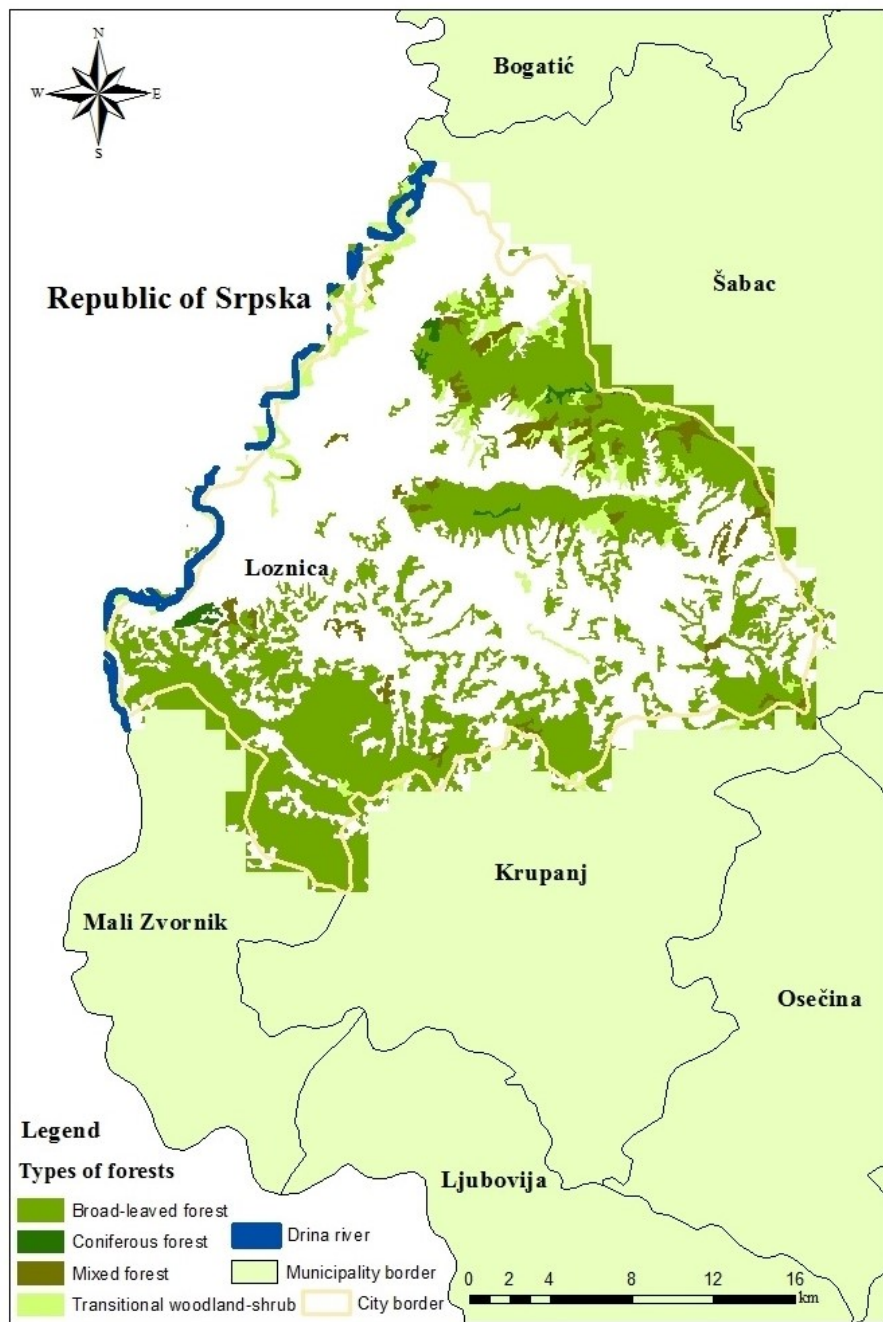 N
W E
S
Bogatić
Šabac
Republic of Srpska
Loznica
Krupanj
Mali Zvornik
Osečina
Ljubovija
Legend
Types of forests
Broad-leaved forest
Coniferous forest
Mixed forest
Transitional woodland-shrub
Drina river
Municipality border
City border
0 2 4 8 12 16
km